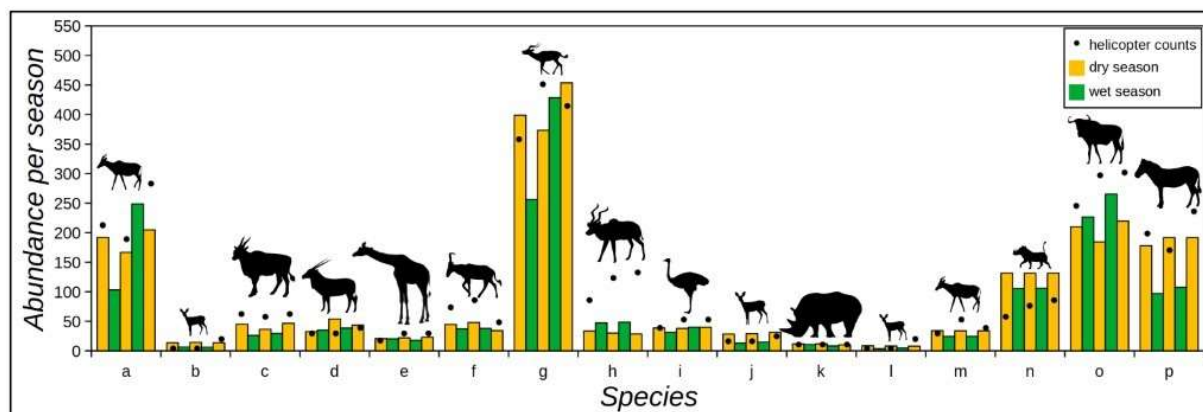 Abundance per season
550
500
450
400
350
300
250
200
150
100
50
0
helicopter counts
dry season
wet season
a b c d e f g h i j k l m n o p
Species